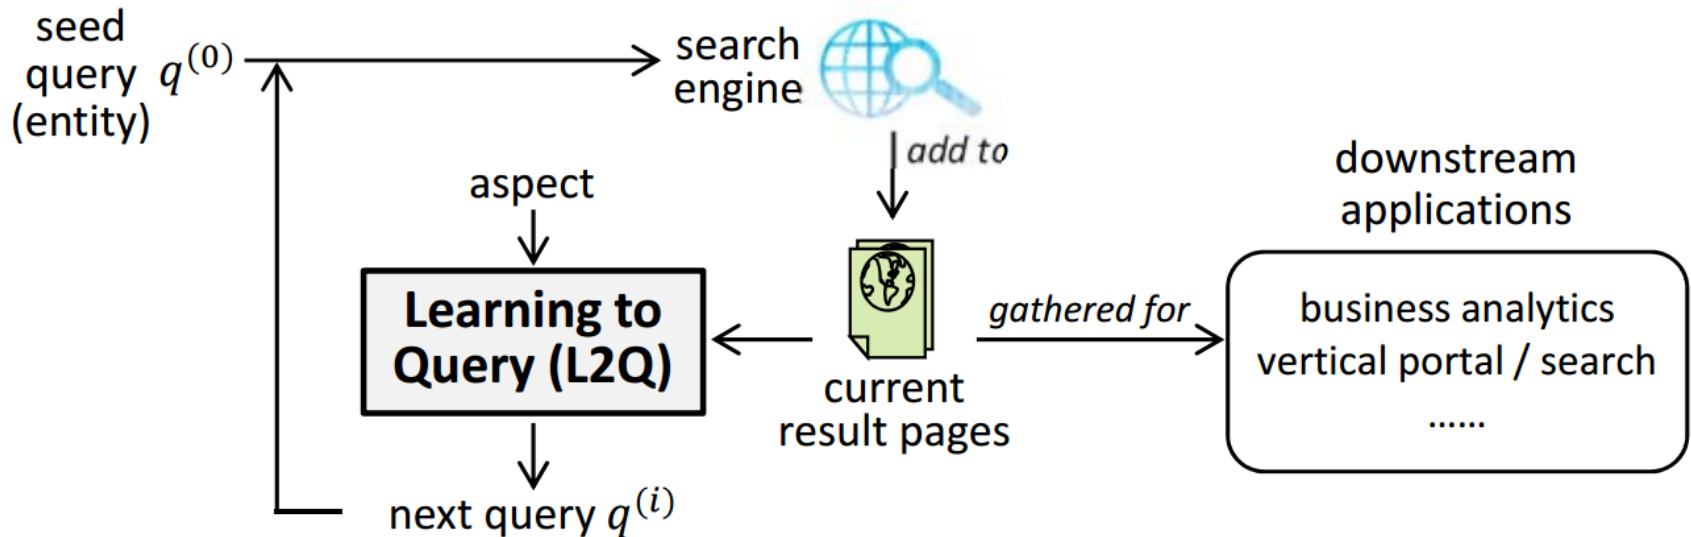 seed
query q^(0)
(entity)
search
engine
add to
aspect
downstream
applications
Learning to
Query (L2Q)
gathered for
business analytics
vertical portal / search
......
current
result pages
next query q^(i)